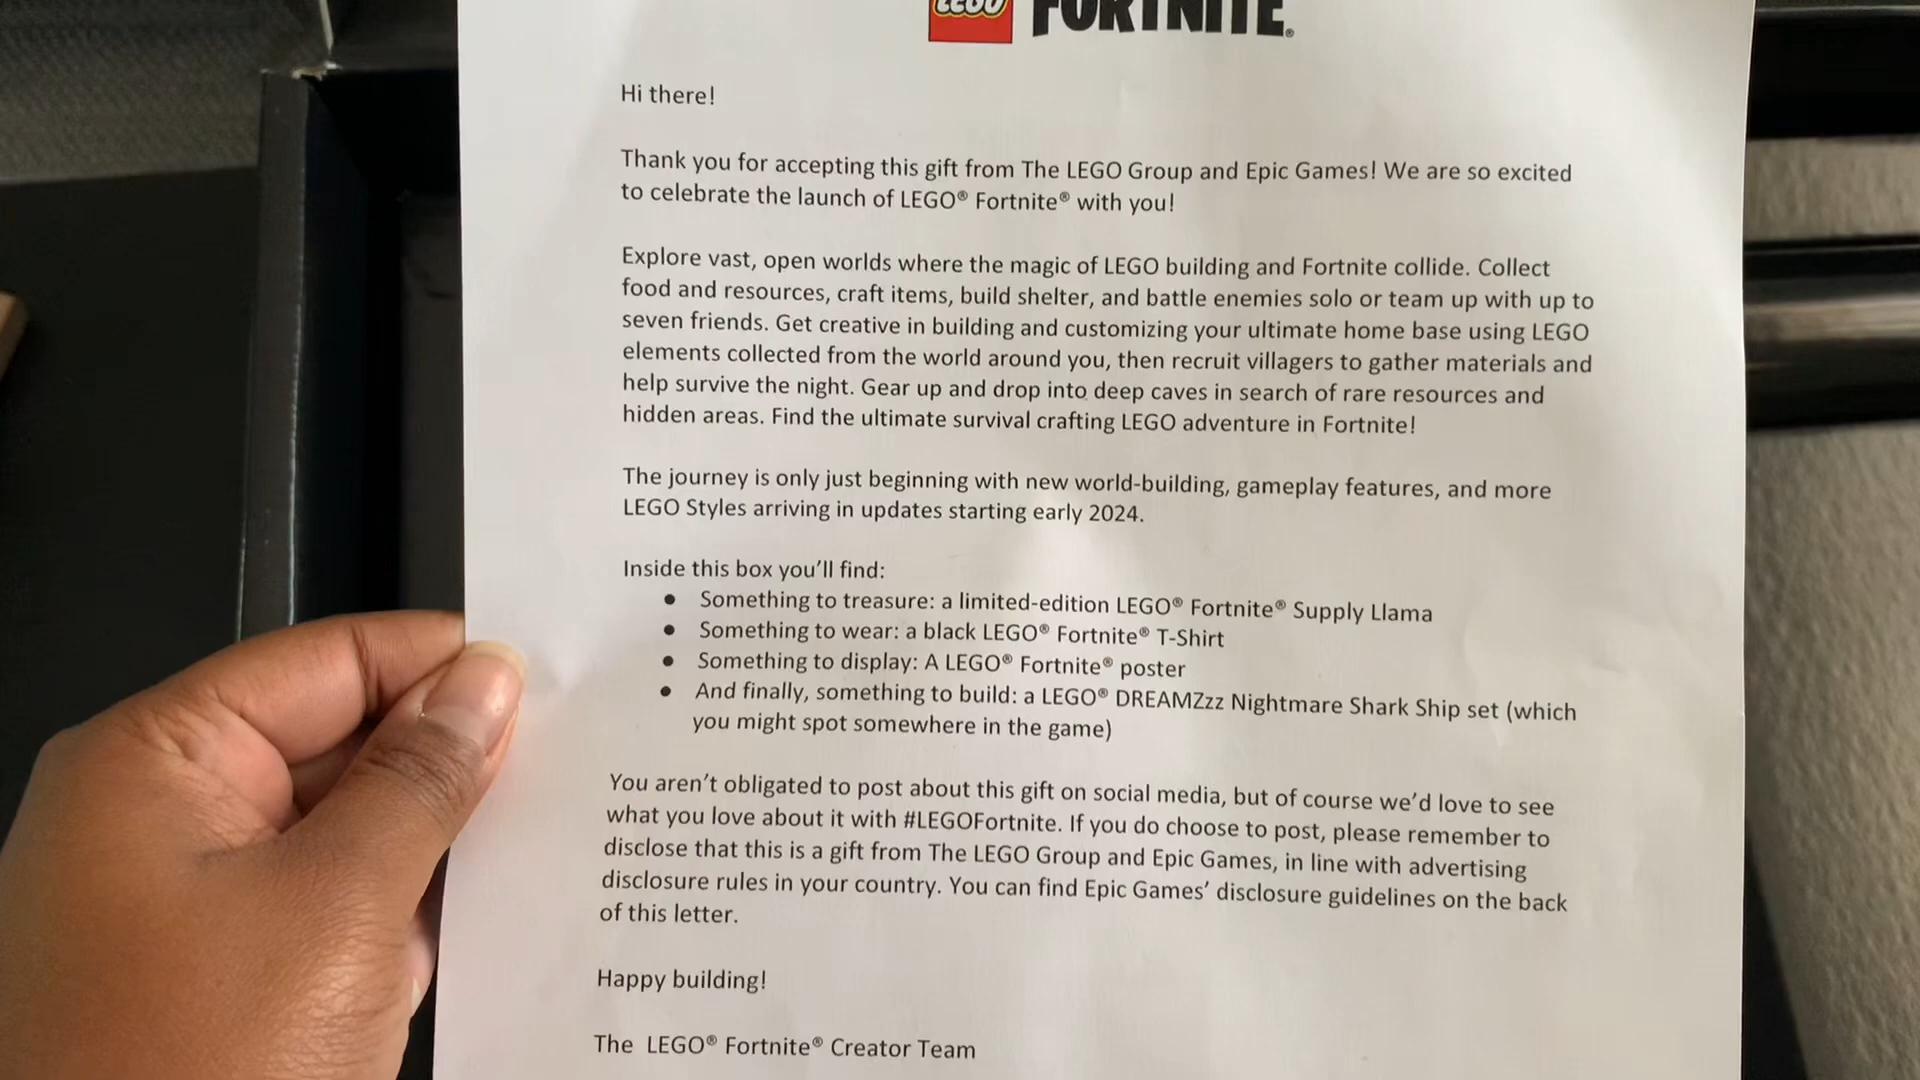 LEGO FORTNITE®
Hi there!
Thank you for accepting this gift from The LEGO Group and Epic Games! We are so excited
to celebrate the launch of LEGO® Fortnite® with you!
Explore vast, open worlds where the magic of LEGO building and Fortnite collide. Collect
food and resources, craft items, build shelter, and battle enemies solo or team up with up to
seven friends. Get creative in building and customizing your ultimate home base using LEGO
elements collected from the world around you, then recruit villagers to gather materials and
help survive the night. Gear up and drop into deep caves in search of rare resources and
hidden areas. Find the ultimate survival crafting LEGO adventure in Fortnite!
The journey is only just beginning with new world-building, gameplay features, and more
LEGO Styles arriving in updates starting early 2024.
Inside this box you’ll find:
● Something to treasure: a limited-edition LEGO® Fortnite® Supply Llama
● Something to wear: a black LEGO® Fortnite® T-Shirt
● Something to display: A LEGO® Fortnite® poster
● And finally, something to build: a LEGO® DREAMZzz Nightmare Shark Ship set (which
you might spot somewhere in the game)
You aren’t obligated to post about this gift on social media, but of course we’d love to see
what you love about it with #LEGOFortnite. If you do choose to post, please remember to
disclose that this is a gift from The LEGO Group and Epic Games, in line with advertising
disclosure rules in your country. You can find Epic Games’ disclosure guidelines on the back
of this letter.
Happy building!
The LEGO® Fortnite® Creator Team